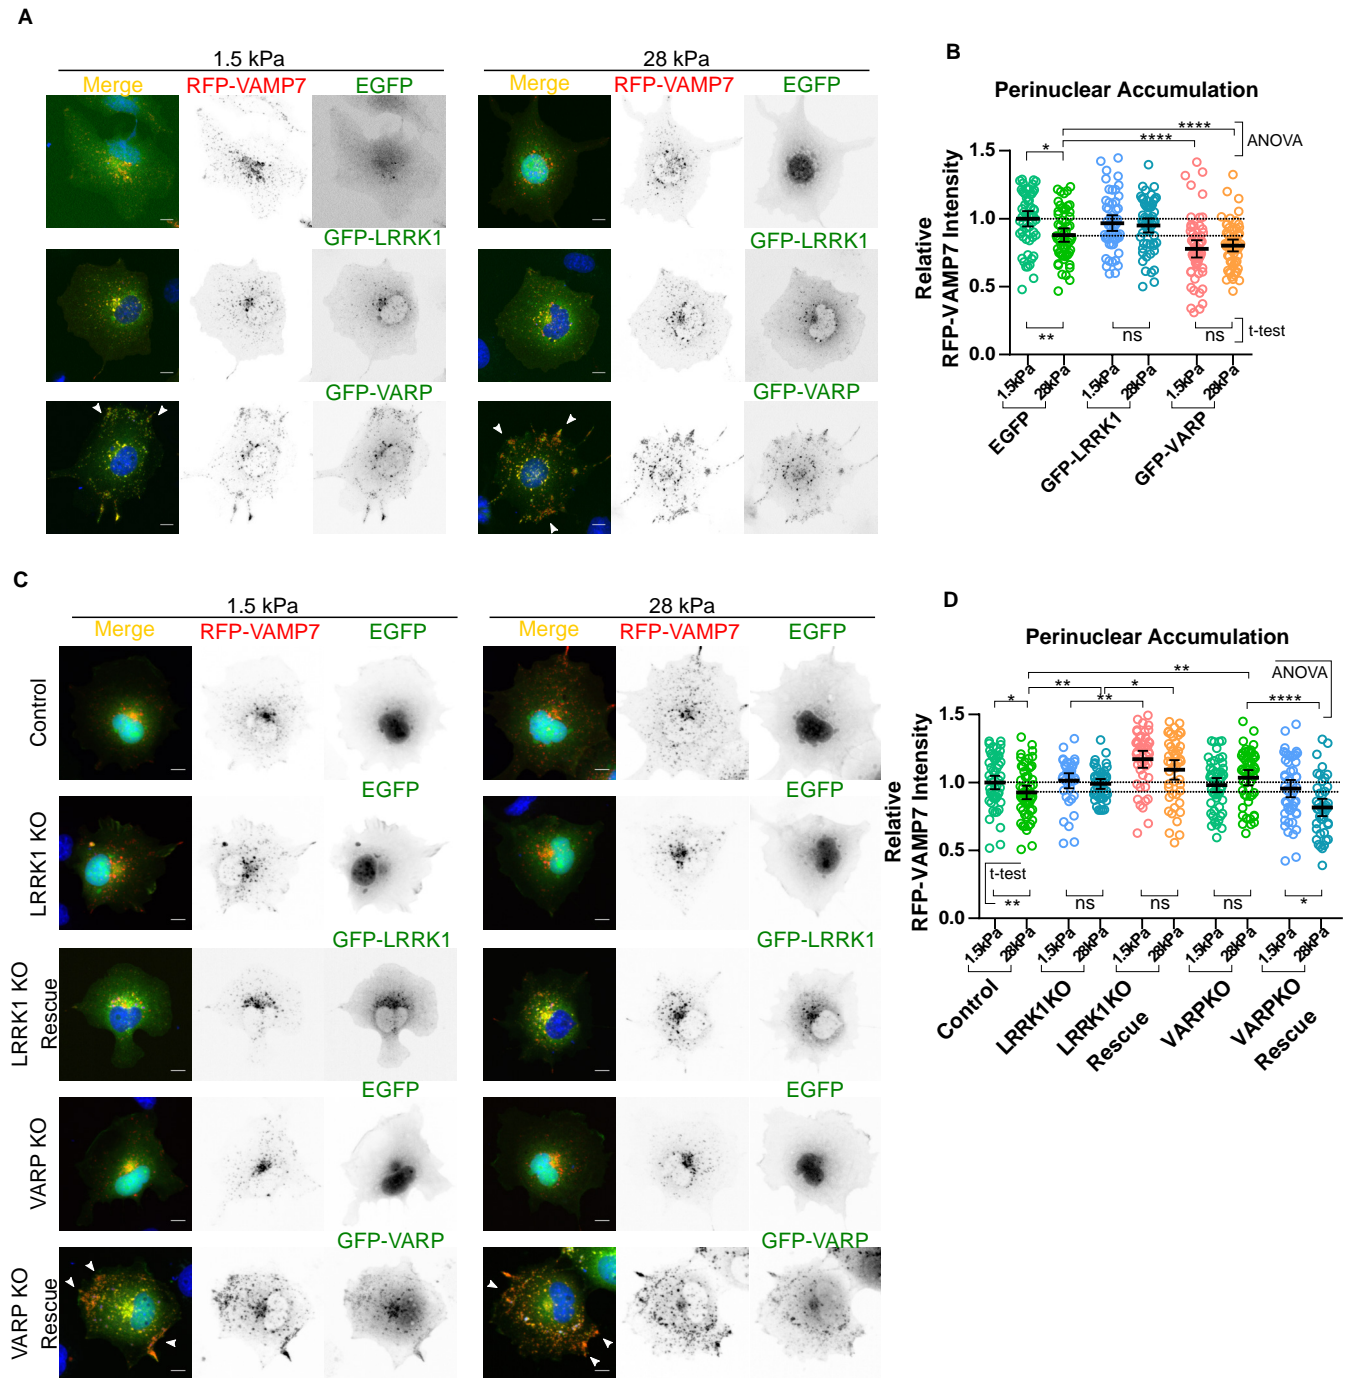 A
1.5 kPa
28 kPa
Merge RFP-VAMP7 EGFP
Merge RFP-VAMP7 EGFP
GFP-LRRK1
GFP-LRRK1
GFP-VARP
GFP-VARP
B
Perinuclear Accumulation
**** ANOVA
****
*
Relative
RFP-VAMP7 Intensity
1.5
1.0
0.5
0.0
** ns ns t-test
1.5kPa 28kPa 1.5kPa 28kPa 1.5kPa 28kPa
EGFP GFP-LRRK1 GFP-VARP
C
1.5 kPa
28 kPa
Merge RFP-VAMP7 EGFP
Merge RFP-VAMP7 EGFP
Control
EGFP
EGFP
LRRK1 KO
GFP-LRRK1
GFP-LRRK1
LRRK1 KO
Rescue
EGFP
EGFP
VARP KO
GFP-VARP
GFP-VARP
VARP KO
Rescue
D
Perinuclear Accumulation
** ANOVA
** *
* ** ****
Relative
RFP-VAMP7 Intensity
1.5
1.0
0.5
0.0
t-test
** ns ns ns *
1.5kPa 28kPa 1.5kPa 28kPa 1.5kPa 28kPa 1.5kPa 28kPa 1.5kPa 28kPa
Control LRRK1KO LRRK1KO Rescue VARPKO VARPKO Rescue